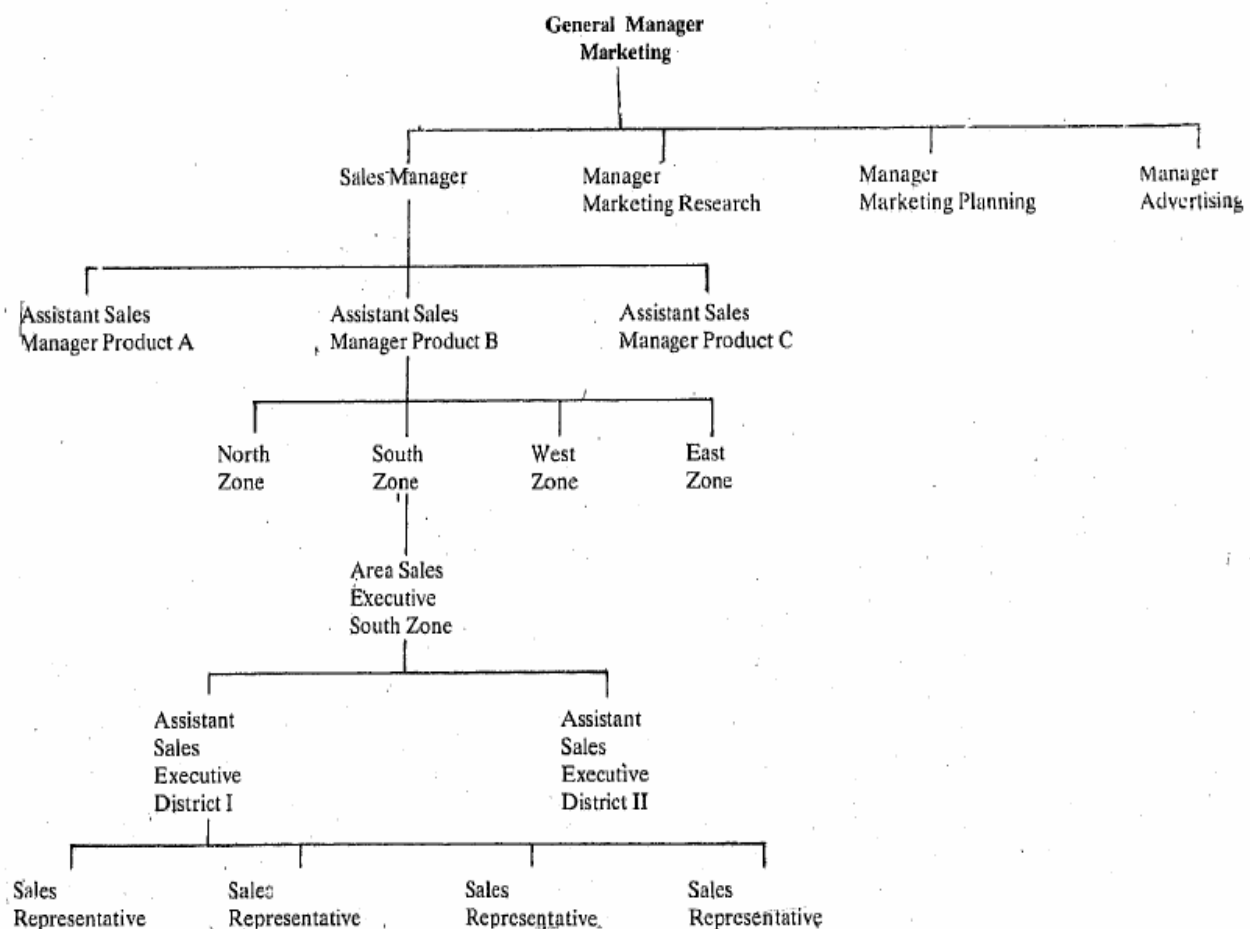 General Manager
Marketing
Sales Manager
Manager
Marketing Research
Manager
Marketing Planning
Manager
Advertising
Assistant Sales
Manager Product A
Assistant Sales
Manager Product B
Assistant Sales
Manager Product C
North
Zone
South
Zone
West
Zone
East
Zone
Area Sales
Executive
South Zone
Assistant
Sales
Executive
District I
Assistant
Sales
Executive
District II
Sales
Representative
Sales
Representative
Sales
Representative
Sales
Representative